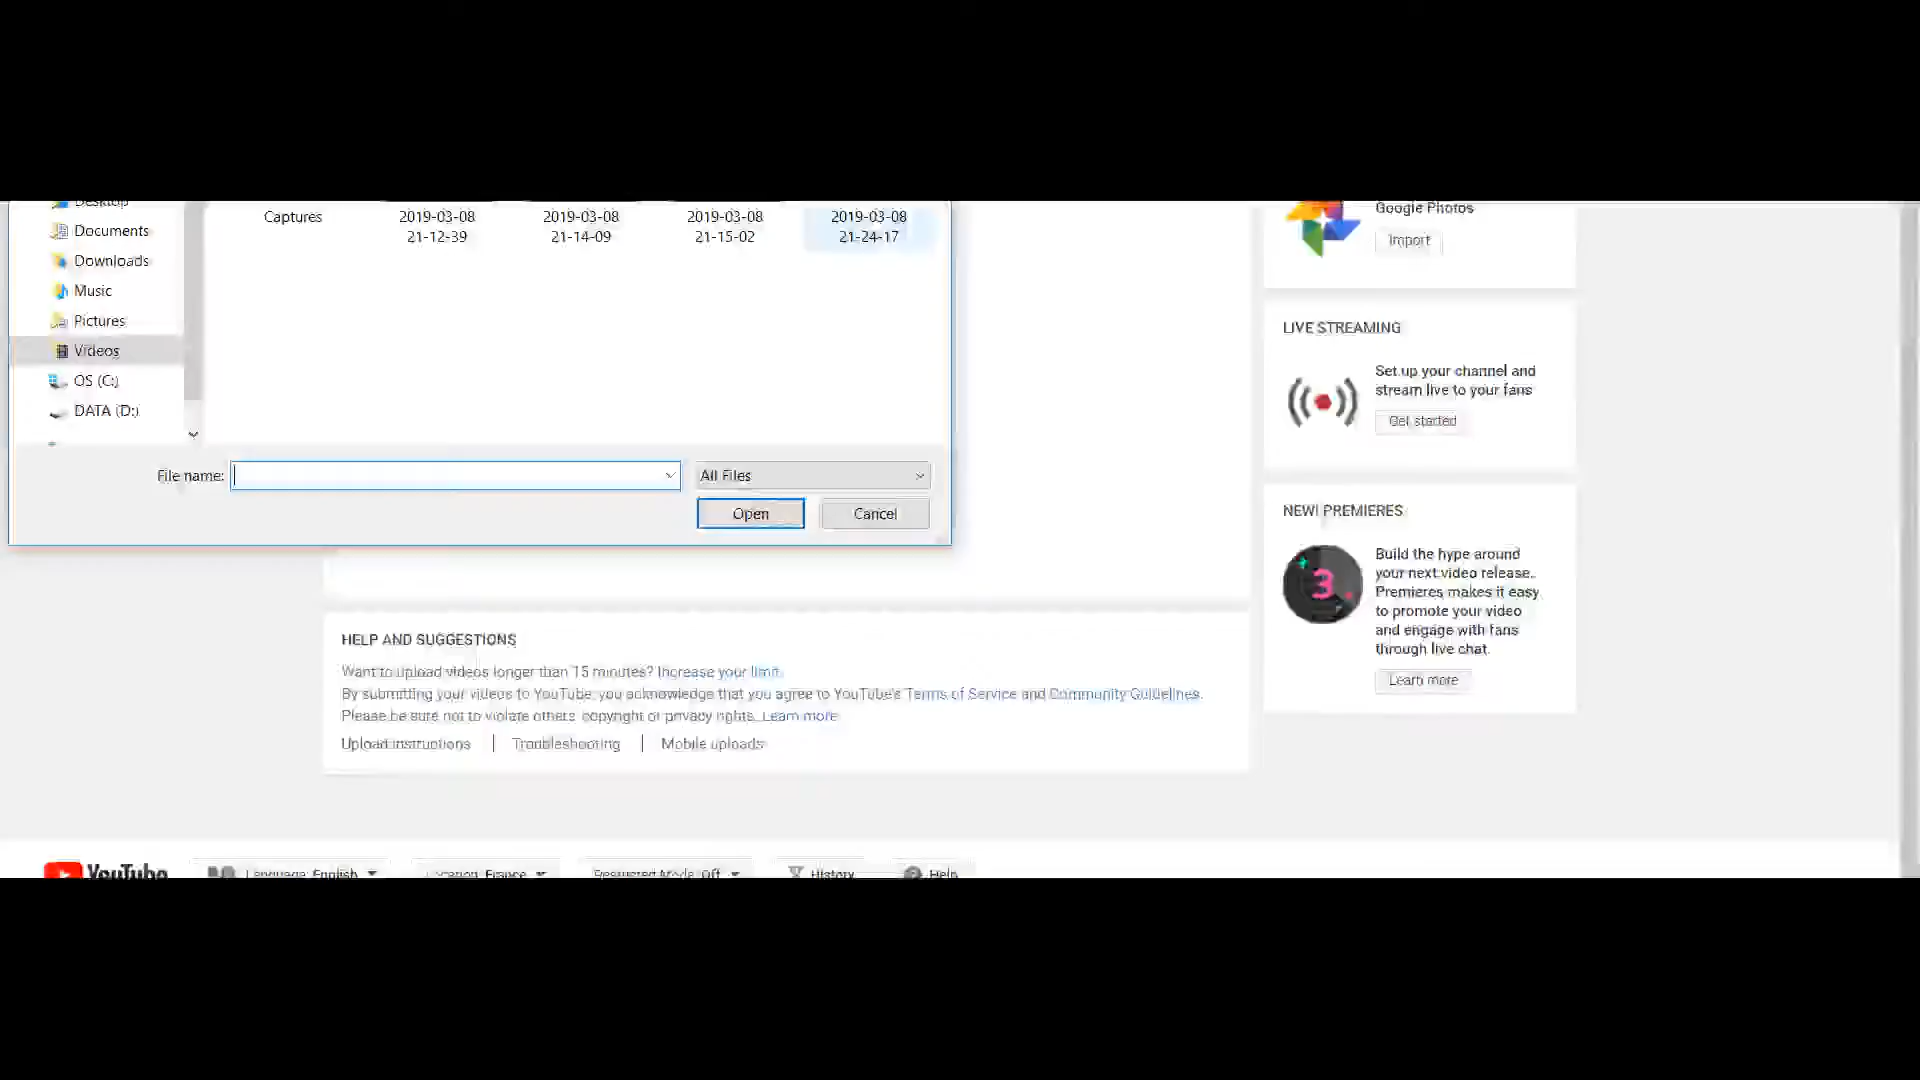 Desktop
Documents
Downloads
Music
Pictures
Videos
OS (C:)
DATA (D:)
Captures
2019-03-08
21-12-39
2019-03-08
21-14-09
2019-03-08
21-15-02
2019-03-08
21-24-17
File name:
All Files
Open
Cancel
Google Photos
Import
LIVE STREAMING
Set up your channel and
stream live to your fans
Get started
NEW! PREMIERES
3
Build the hype around
your next video release.
Premieres makes it easy
to promote your video
and engage with fans
through live chat.
Learn more
HELP AND SUGGESTIONS
Want to upload videos longer than 15 minutes? Increase your limit.
By submitting your videos to YouTube, you acknowledge that you agree to YouTube's Terms of Service and Community Guidelines.
Please be sure not to violate others' copyright or privacy rights. Learn more
Upload instructions | Troubleshooting | Mobile uploads
YouTube
Language: English
Location: France
Restricted Mode: Off
History
Help